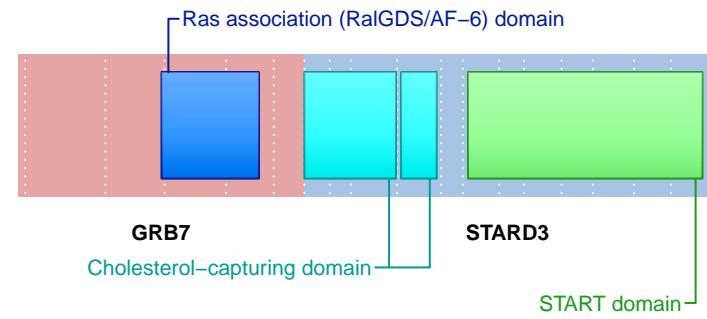 Ras association (RalGDS/AF−6) domain
GRB7
STARD3
Cholesterol−capturing domain
START domain